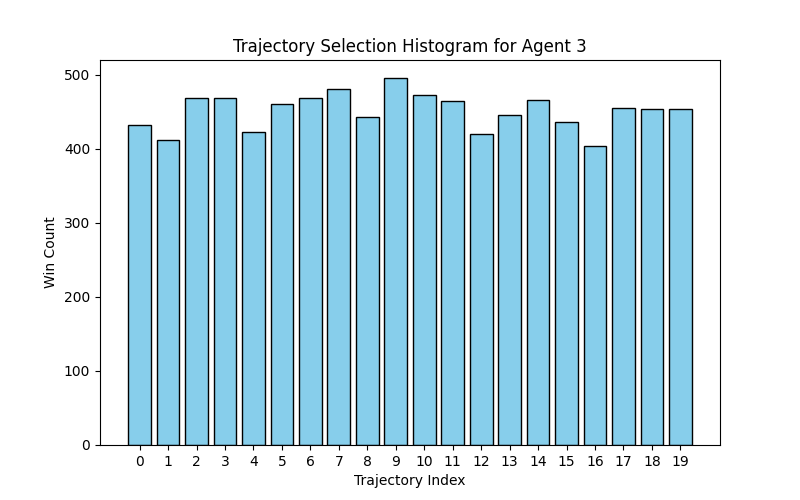 Trajectory Selection Histogram for Agent 3
500
400
300
200
100
0
Win Count
0 1 2 3 4 5 6 7 8 9 10 11 12 13 14 15 16 17 18 19
Trajectory Index